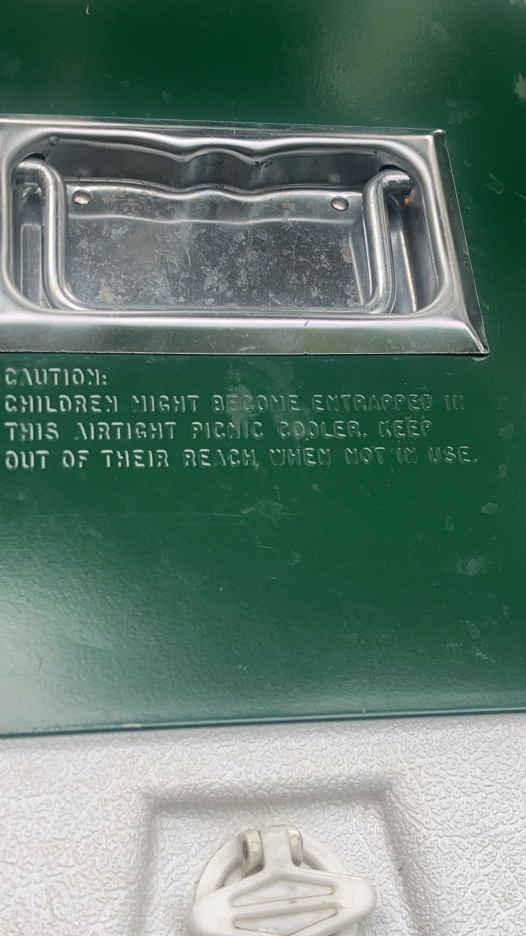 CAUTION:
CHILDREN MIGHT BECOME ENTRAPPED IN
THIS AIRTIGHT PICNIC COOLER. KEEP
OUT OF THEIR REACH, WHEN NOT IN USE.